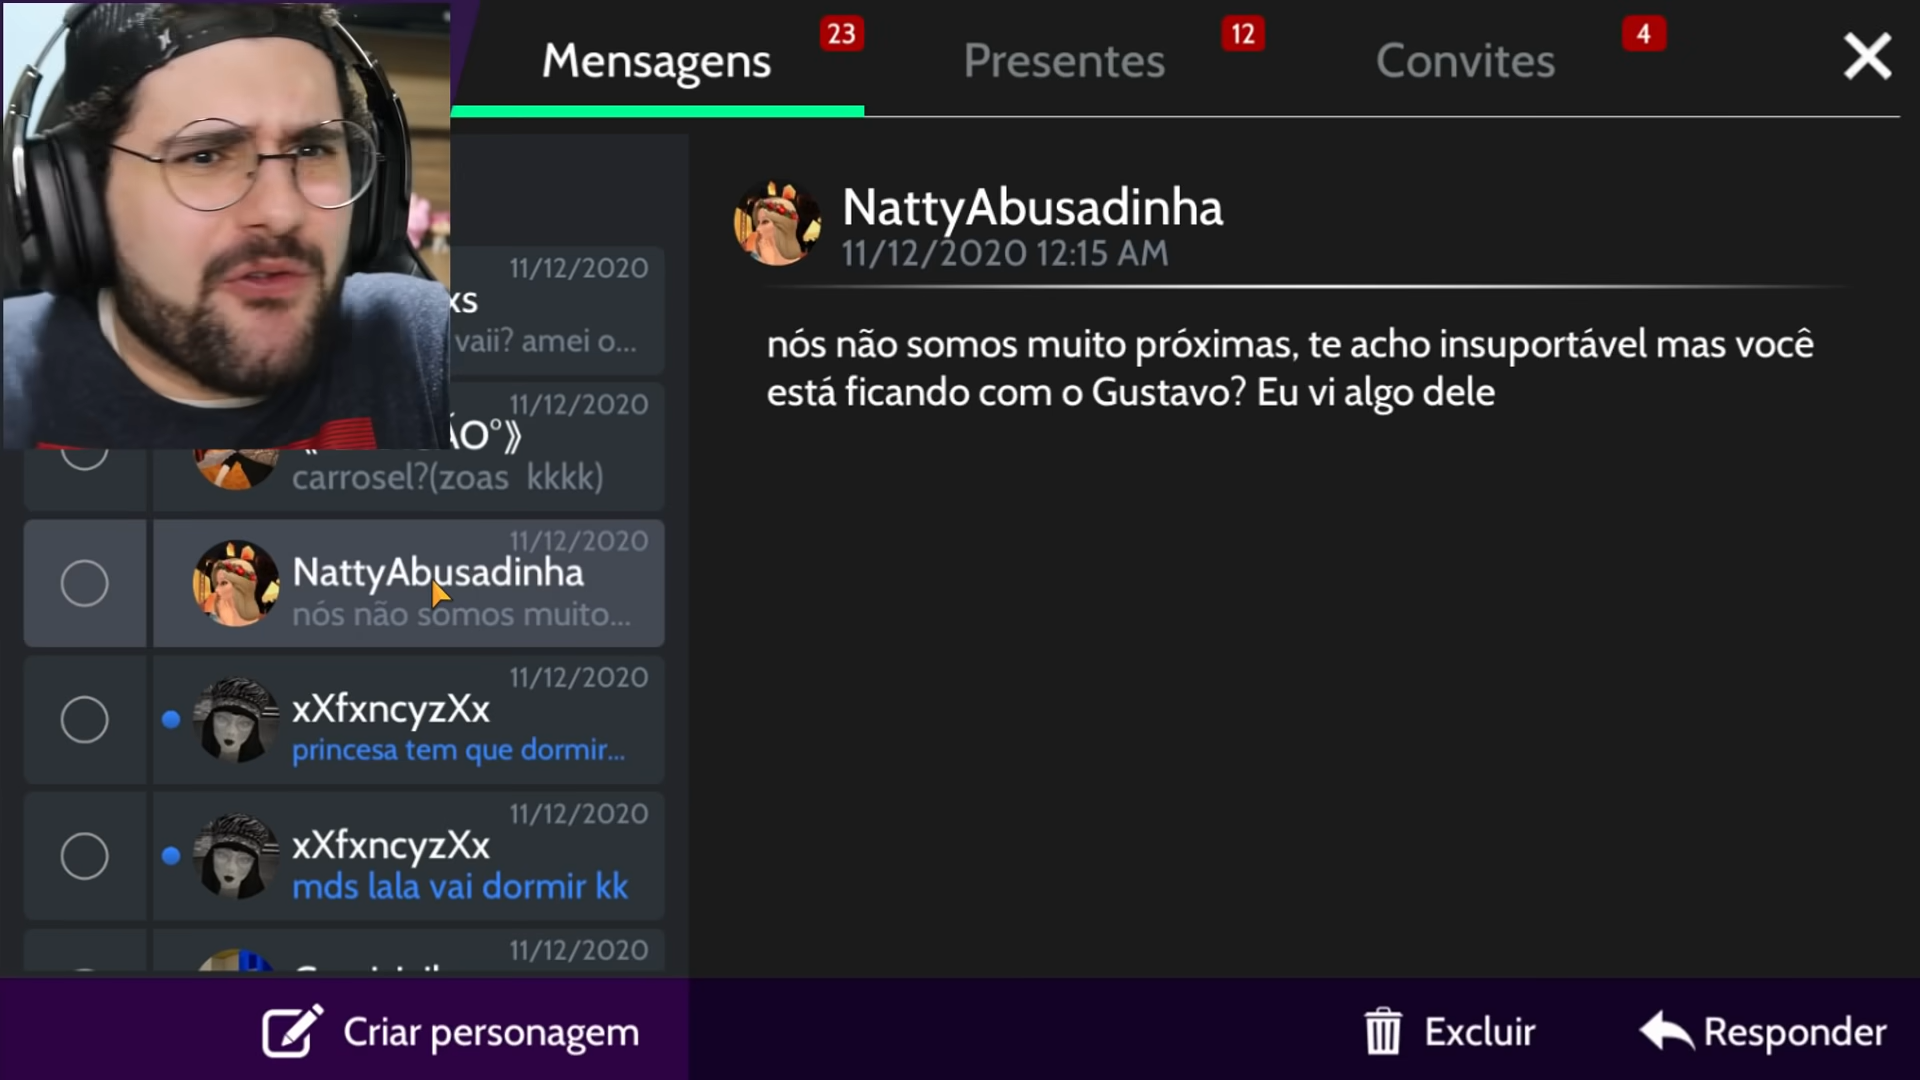 Mensagens
23
Presentes
12
Convites
4
11/12/2020
xs
vaii? amei o...
11/12/2020
ÃO°》
carrosel?(zoas kkkk)
11/12/2020
NattyAbusadinha
nós não somos muito...
11/12/2020
xXfxncyzXx
princesa tem que dormir...
11/12/2020
xXfxncyzXx
mds lala vai dormir kk
11/12/2020
NattyAbusadinha
11/12/2020 12:15 AM
nós não somos muito próximas, te acho insuportável mas você
está ficando com o Gustavo? Eu vi algo dele
Criar personagem
Excluir
Responder